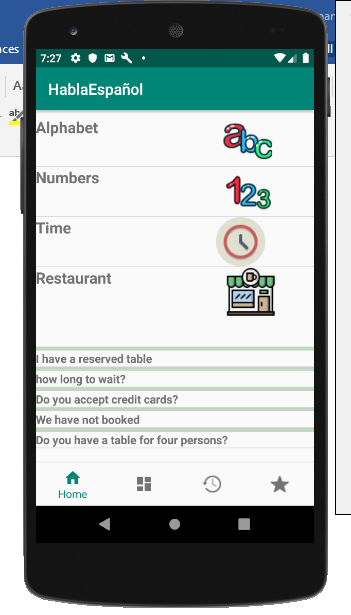 7:27
HablaEspañol
Alphabet
abc
Numbers
123
Time
Restaurant
I have a reserved table
how long to wait?
Do you accept credit cards?
We have not booked
Do you have a table for four persons?
Home